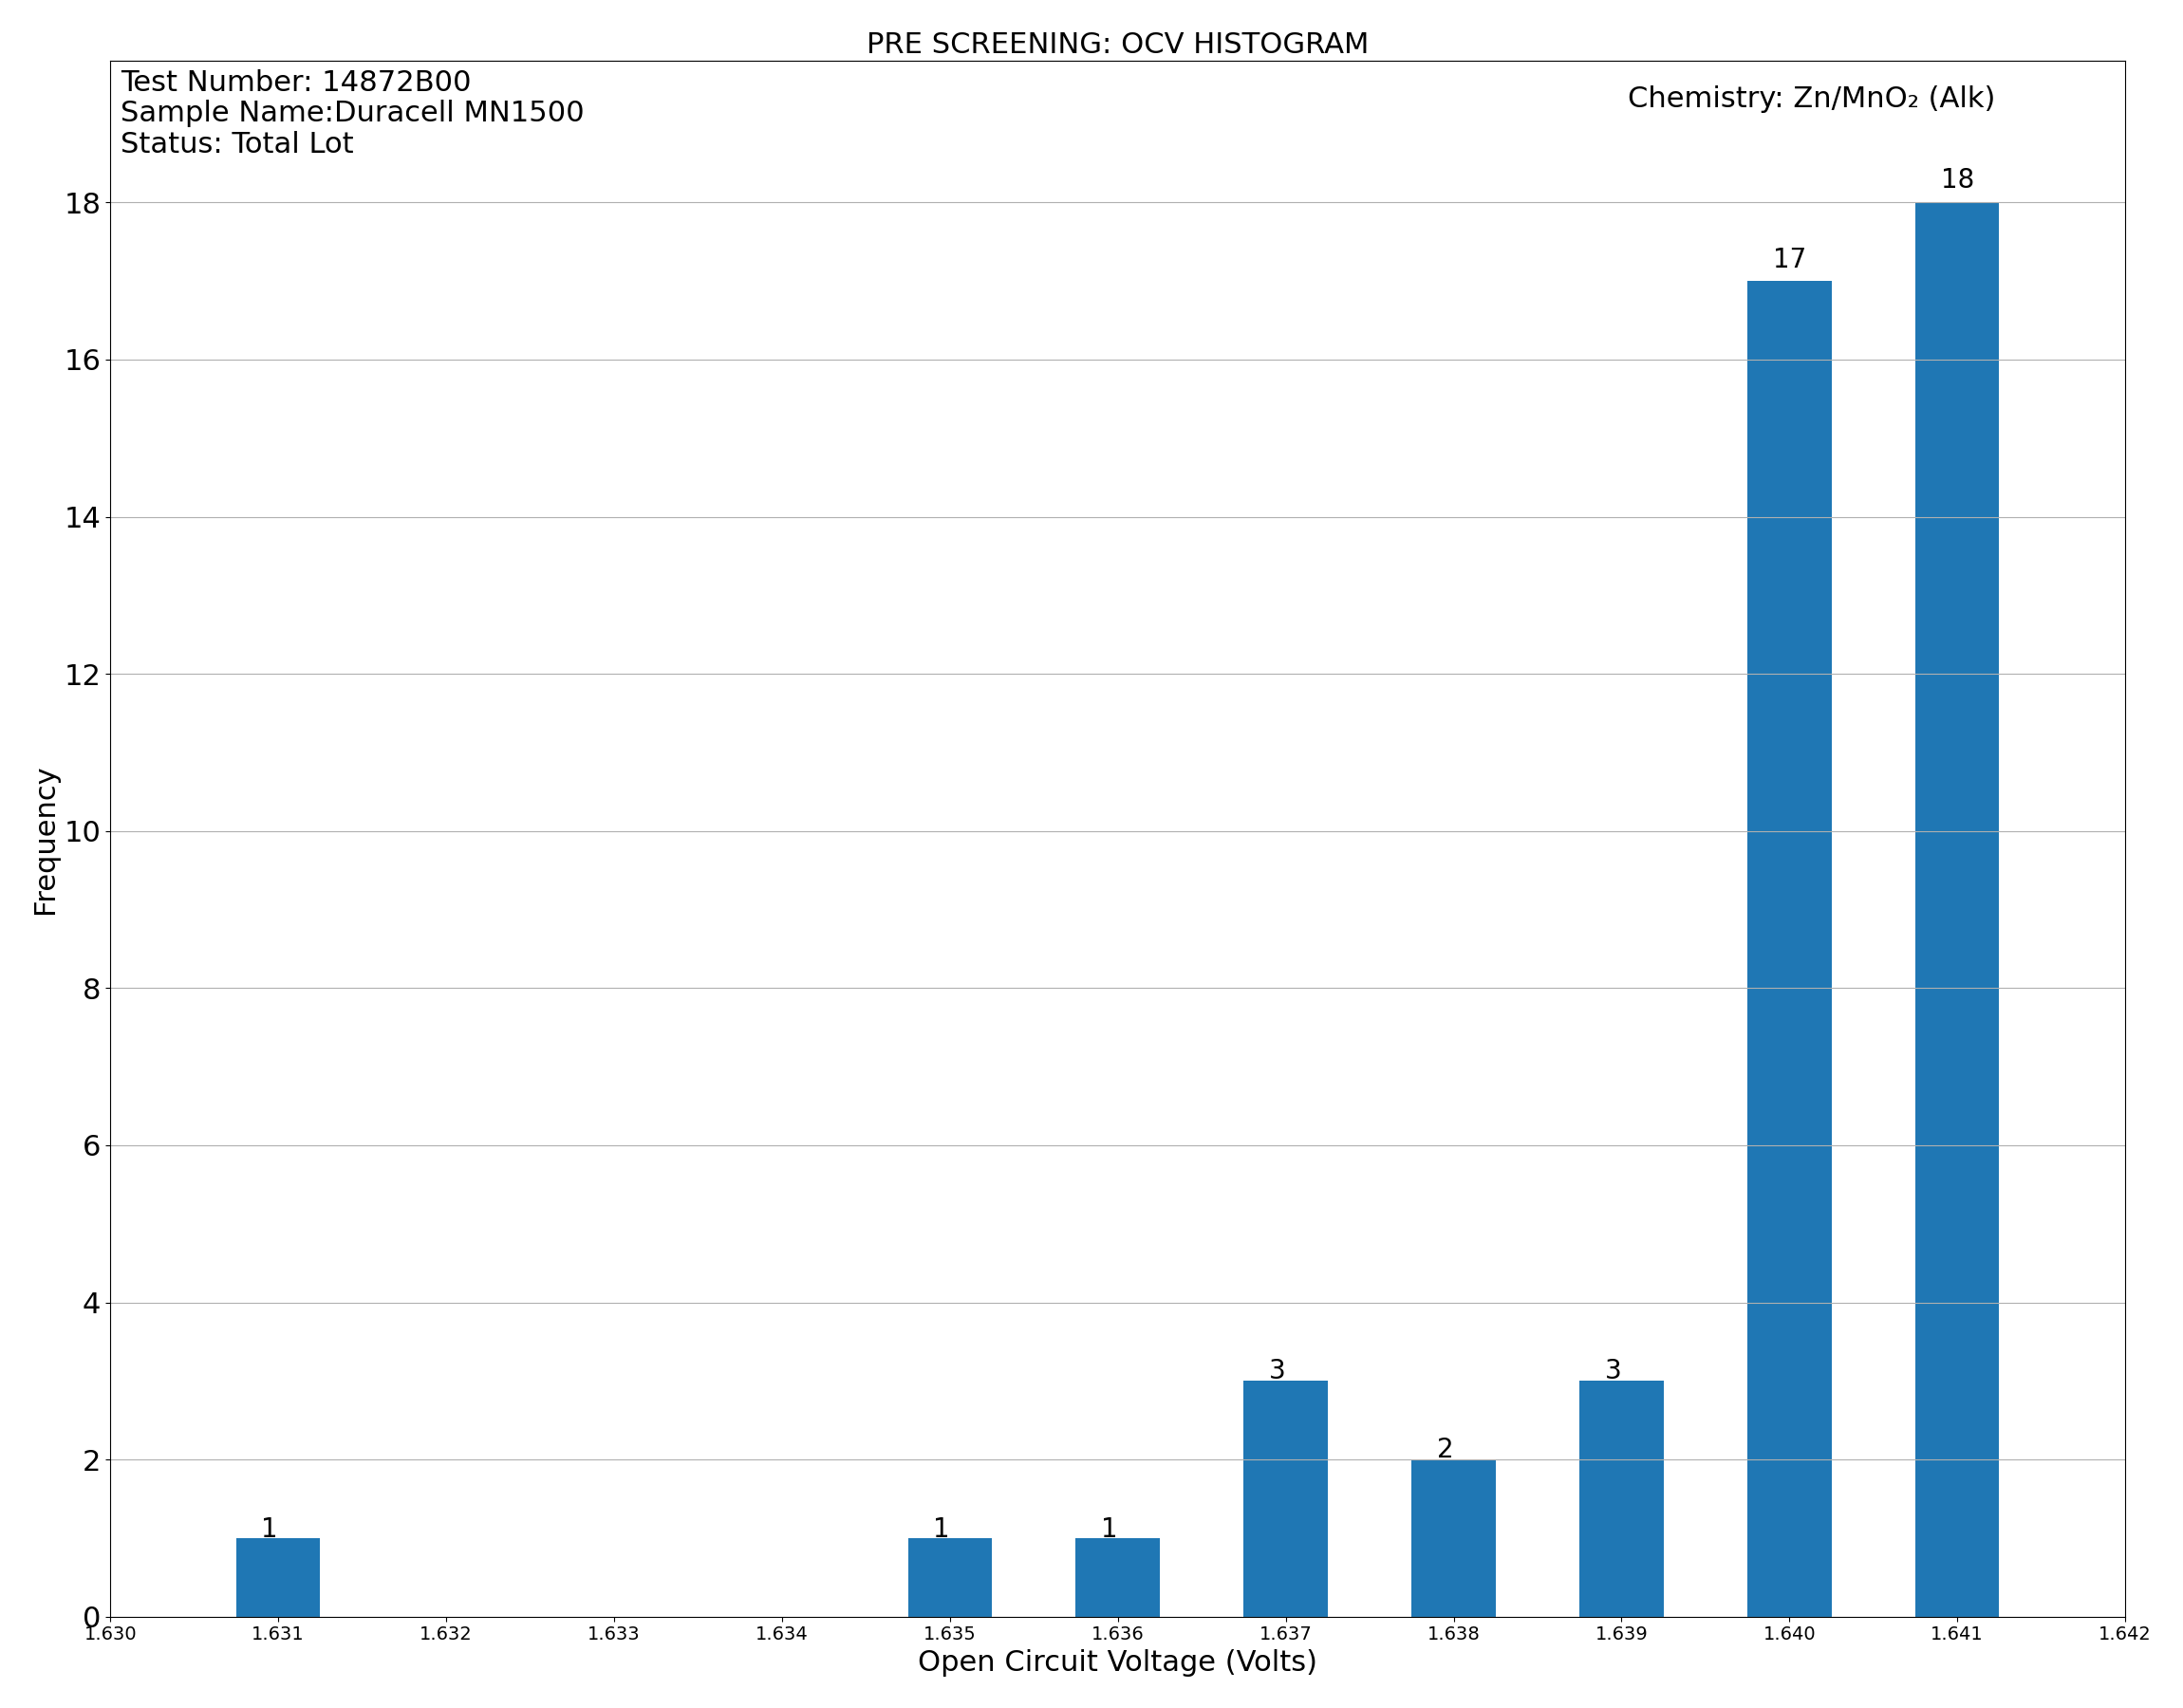 PRE SCREENING: OCV HISTOGRAM
Test Number: 14872B00
Sample Name:Duracell MN1500
Status: Total Lot
Chemistry: Zn/MnO₂ (Alk)
18
17
3
3
2
1
1
1
18
16
14
12
10
8
6
4
2
0
Frequency
1.630 1.631 1.632 1.633 1.634 1.635 1.636 1.637 1.638 1.639 1.640 1.641 1.642
Open Circuit Voltage (Volts)